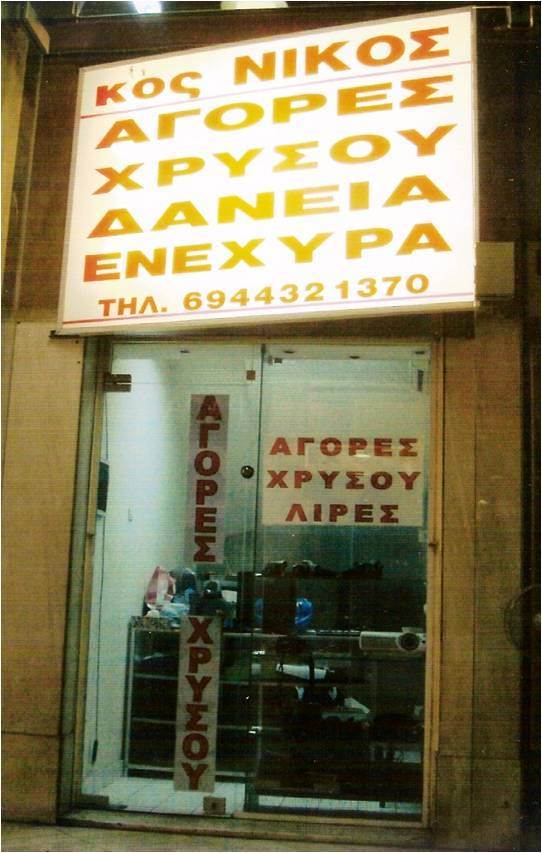 κος ΝΙΚΟΣ
ΑΓΟΡΕΣ
ΧΡΥΣΟΥ
ΔΑΝΕΙΑ
ΕΝΕΧΥΡΑ
ΤΗΛ. 6944321370
ΑΓΟΡΕΣ
ΧΡΥΣΟΥ
ΑΓΟΡΕΣ
ΧΡΥΣΟΥ
ΛΙΡΕΣ